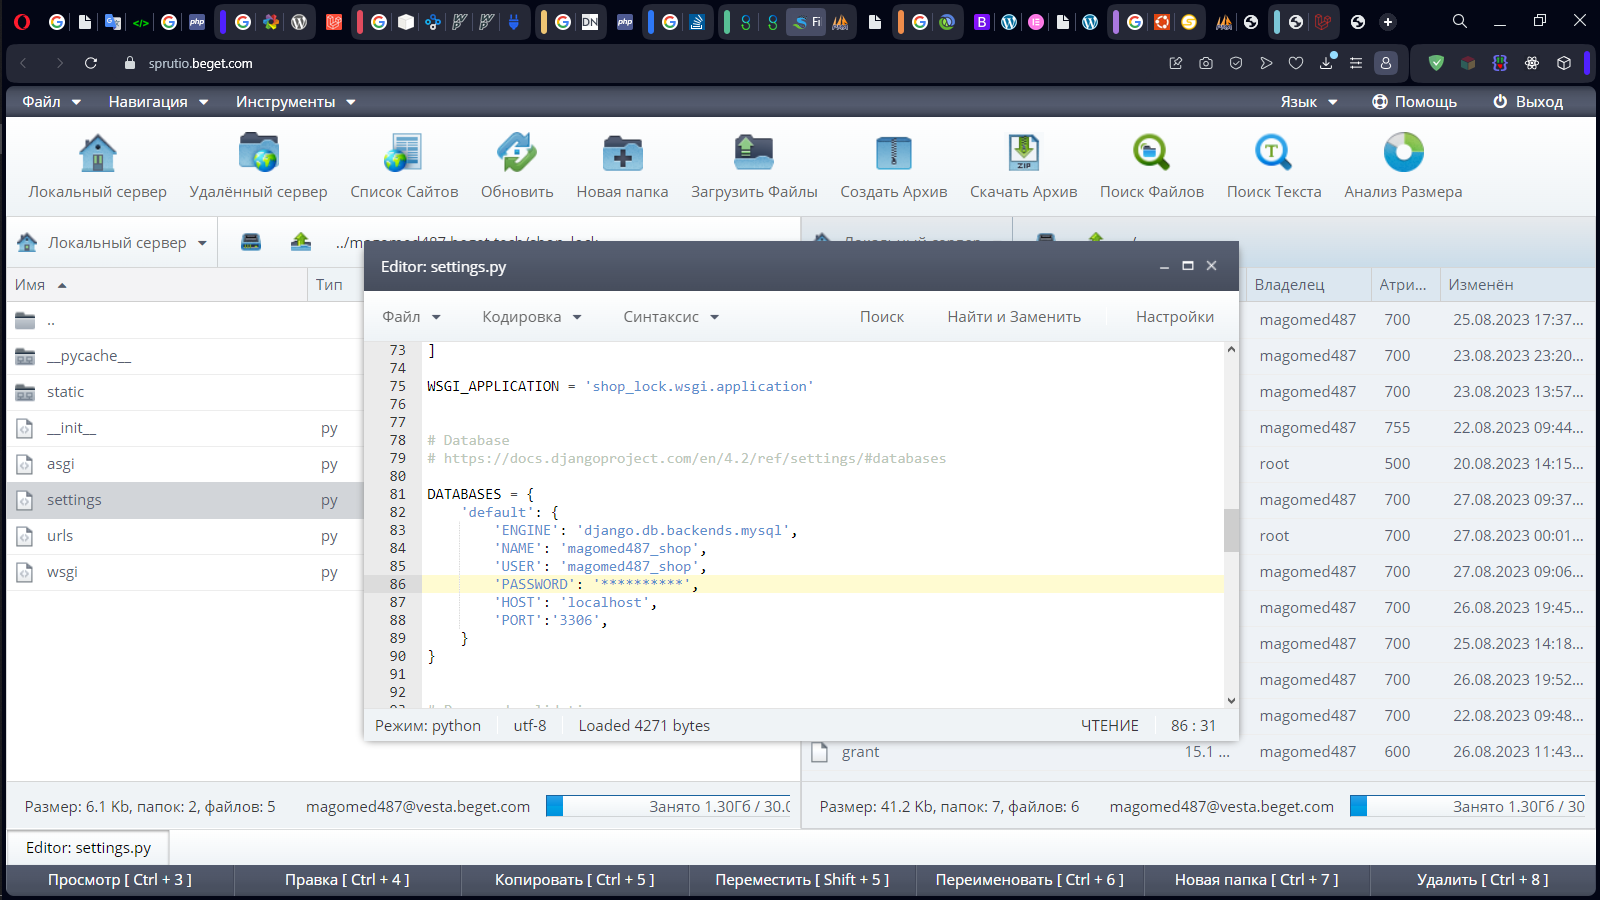 Fi
DN
php
php
sprutio.beget.com
Файл Навигация Инструменты Язык Помощь Выход
Локальный сервер Удалённый сервер Список Сайтов Обновить Новая папка Загрузить Файлы Создать Архив Скачать Архив Поиск Файлов Поиск Текста Анализ Размера
Локальный сервер
Имя Тип
..
__pycache__
static
__init__ py
asgi py
settings py
urls py
wsgi py
Editor: settings.py
Файл Кодировка Синтаксис Поиск Найти и Заменить Настройки
73 ]
74
75 WSGI_APPLICATION = 'shop_lock.wsgi.application'
76
77
78 # Database
79 # https://docs.djangoproject.com/en/4.2/ref/settings/#databases
80
81 DATABASES = {
82 'default': {
83 'ENGINE': 'django.db.backends.mysql',
84 'NAME': 'magomed487_shop',
85 'USER': 'magomed487_shop',
86 'PASSWORD': '**********',
87 'HOST': 'localhost',
88 'PORT':'3306',
89 }
90 }
91
92
Режим: python utf-8 Loaded 4271 bytes ЧТЕНИЕ 86 : 31
Владелец Атри... Изменён
magomed487 700 25.08.2023 17:37...
magomed487 700 23.08.2023 23:20...
magomed487 700 23.08.2023 13:57...
magomed487 755 22.08.2023 09:44...
root 500 20.08.2023 14:15...
magomed487 700 27.08.2023 09:37...
root 700 27.08.2023 00:01...
magomed487 700 27.08.2023 09:06...
magomed487 700 26.08.2023 19:45...
magomed487 700 25.08.2023 14:18...
magomed487 700 26.08.2023 19:52...
magomed487 700 22.08.2023 09:48...
grant 15.1 ... magomed487 600 26.08.2023 11:43...
Размер: 6.1 Kb, папок: 2, файлов: 5 magomed487@vesta.beget.com Занято 1.30Гб / 30.0
Размер: 41.2 Kb, папок: 7, файлов: 6 magomed487@vesta.beget.com Занято 1.30Гб / 30
Editor: settings.py
Просмотр [ Ctrl + 3 ] Правка [ Ctrl + 4 ] Копировать [ Ctrl + 5 ] Переместить [ Shift + 5 ] Переименовать [ Ctrl + 6 ] Новая папка [ Ctrl + 7 ] Удалить [ Ctrl + 8 ]